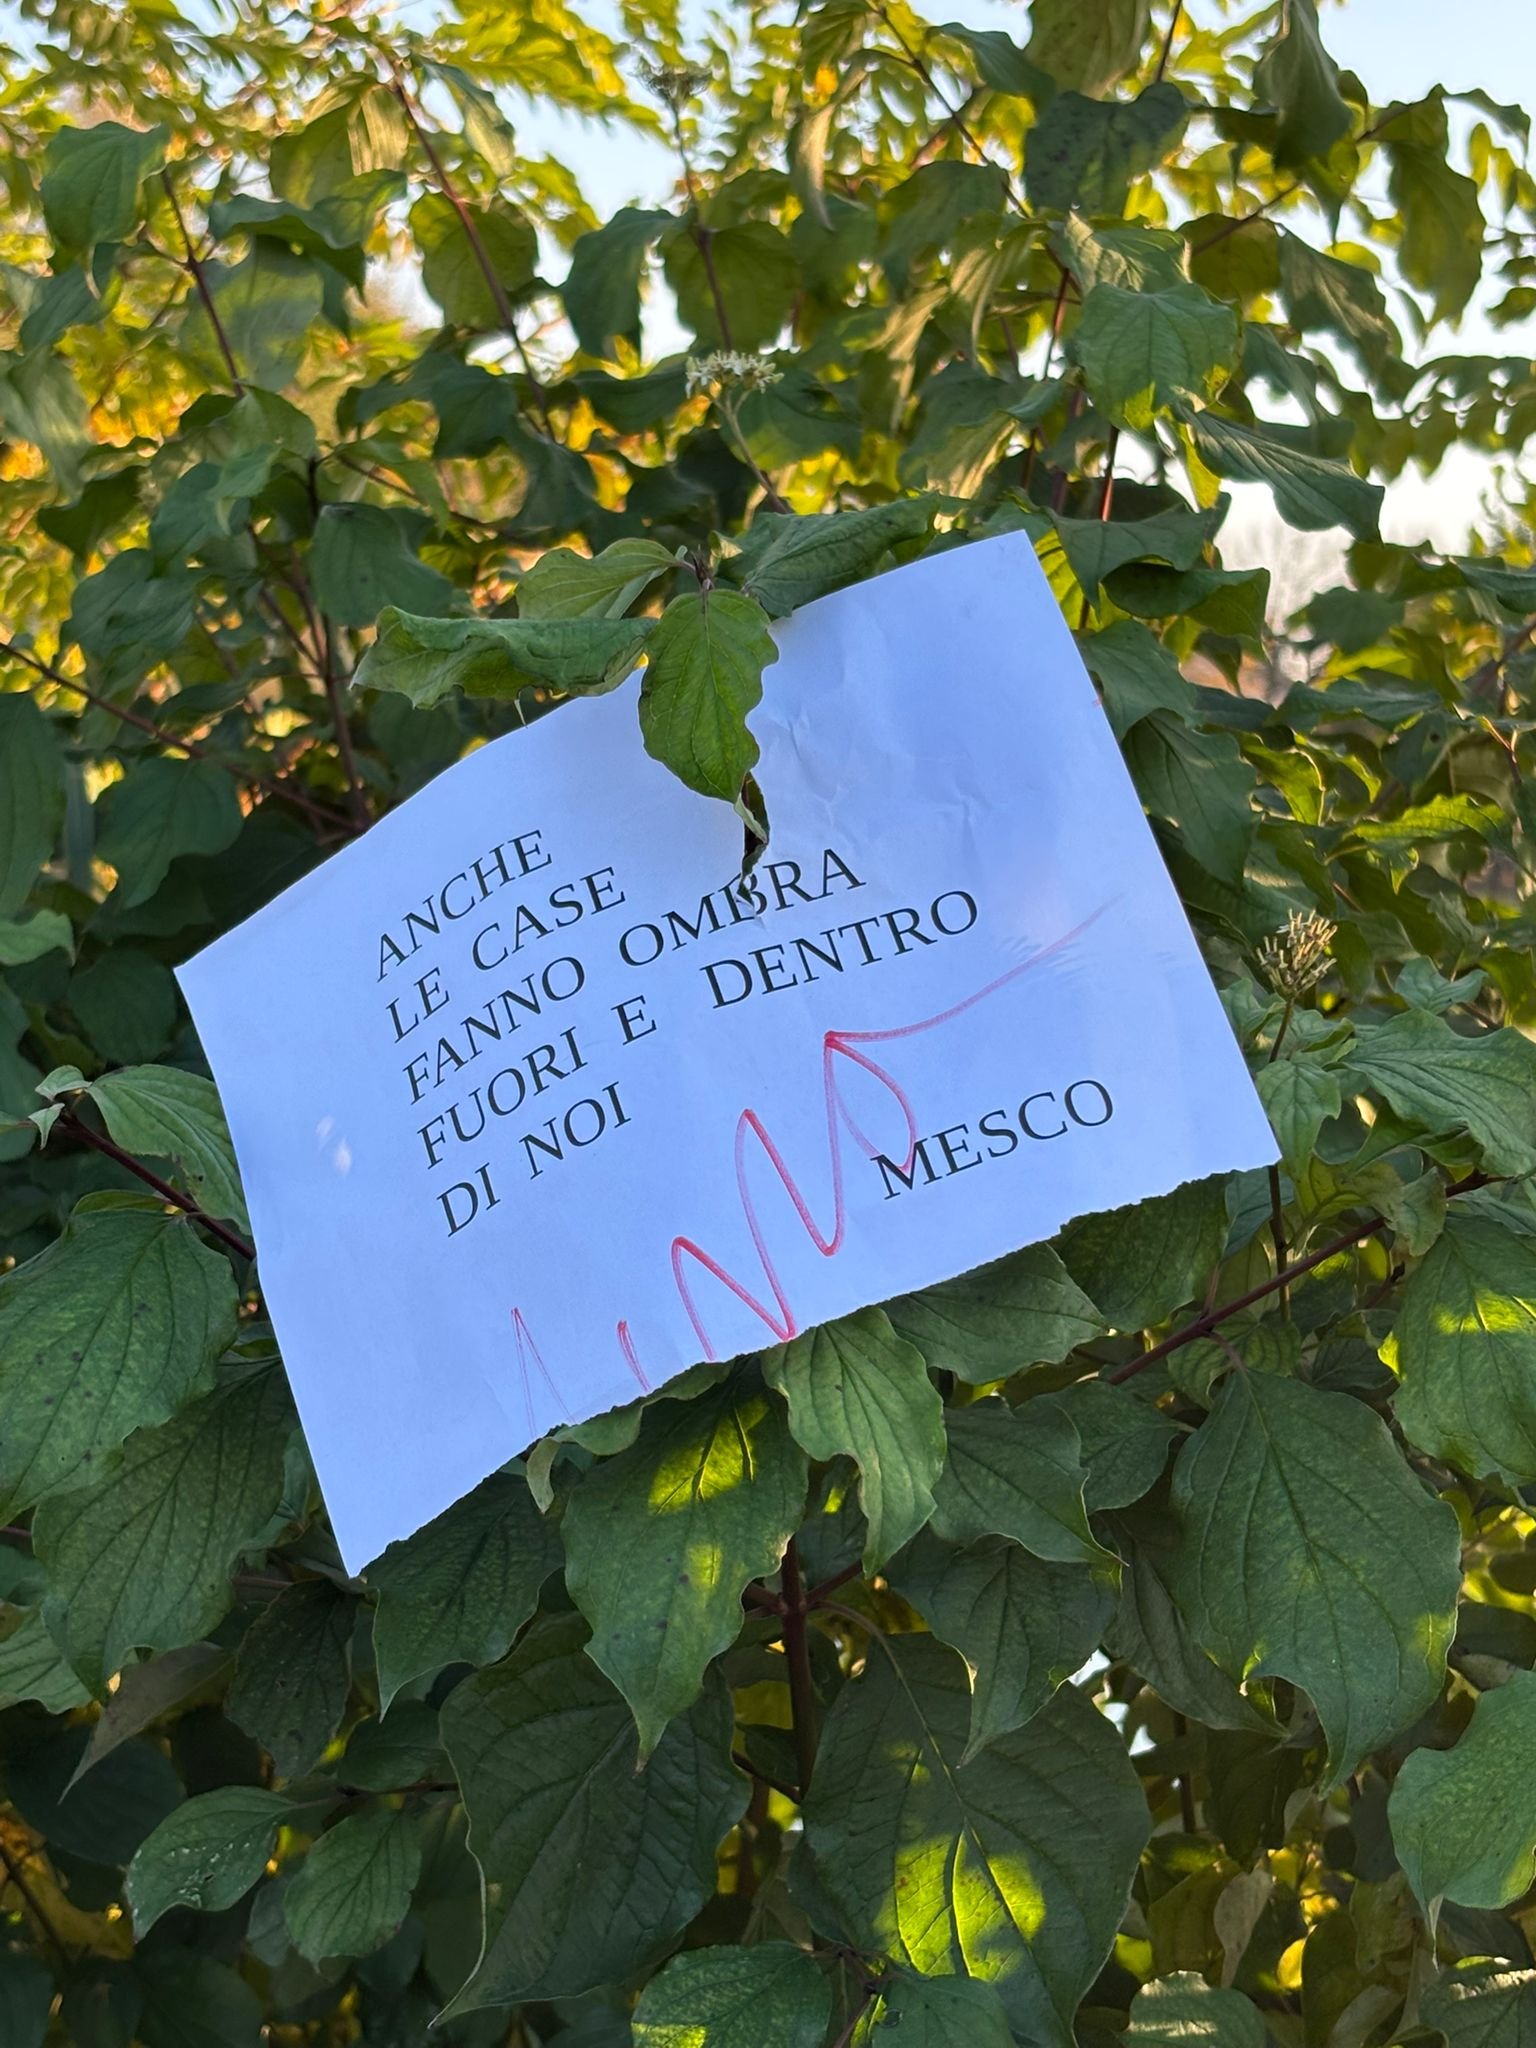 ANCHE
LE CASE
FANNO OMBRA
FUORI E DENTRO
DI NOI
MESCO